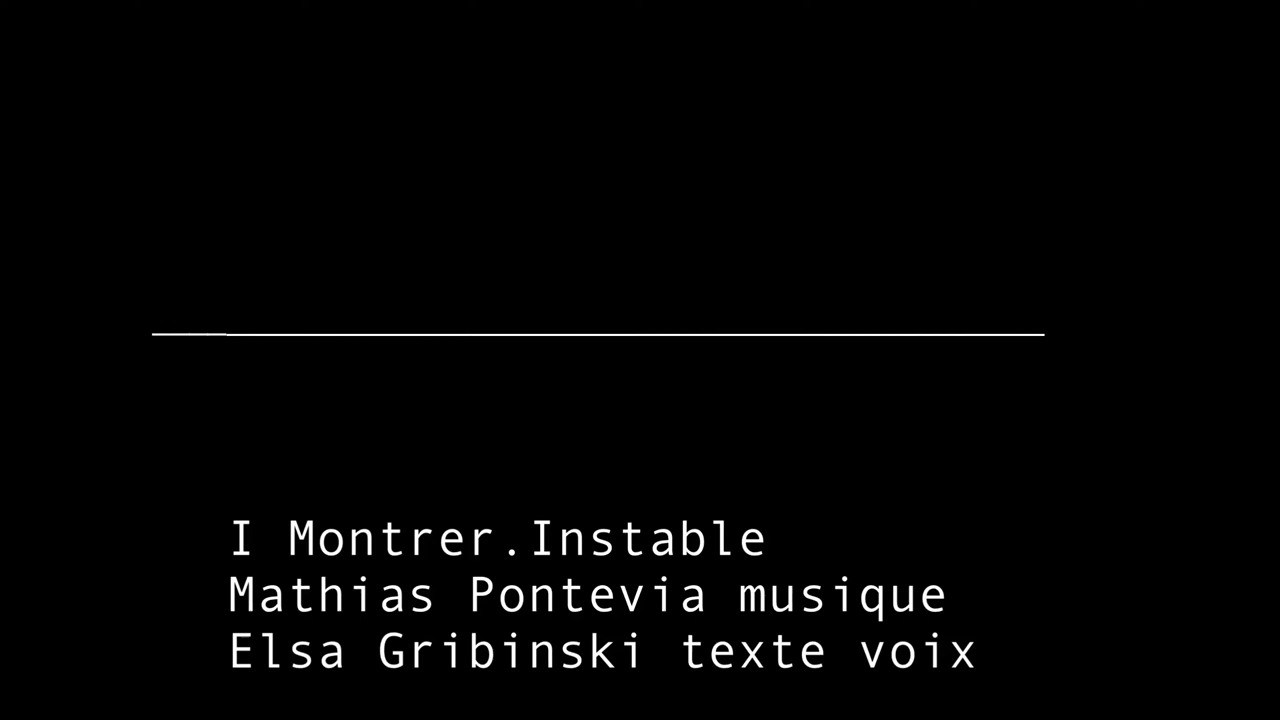 I Montrer.Instable
Mathias Pontevia musique
Elsa Gribinski texte voix